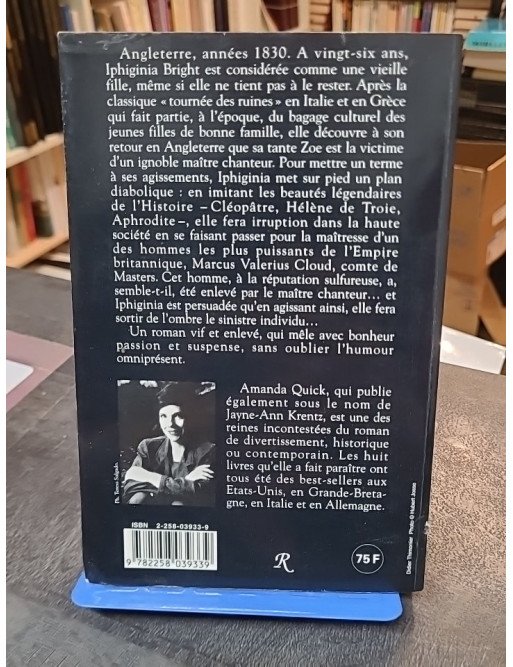 Angleterre, années 1830. A vingt-six ans,
Iphiginia Bright est considérée comme une vieille
fille, même si elle ne tient pas à le rester. Après la
classique « tournée des ruines » en Italie et en Grèce
qui fait partie, à l'époque, du bagage culturel des
jeunes filles de bonne famille, elle découvre à son
retour en Angleterre que sa tante Zoe est la victime
d'un ignoble maître chanteur. Pour mettre un terme
à ses agissements, Iphiginia met sur pied un plan
diabolique : en imitant les beautés légendaires
de l'Histoire – Cléopâtre, Hélène de Troie,
Aphrodite –, elle fera irruption dans la haute
société en se faisant passer pour la maîtresse d'un
des hommes les plus puissants de l'Empire
britannique, Marcus Valerius Cloud, comte de
Masters. Cet homme, à la réputation sulfureuse, a,
semble-t-il, été enlevé par le maître chanteur... et
Iphiginia est persuadée qu'en agissant ainsi, elle fera
sortir de l'ombre le sinistre individu...
Un roman vif et enlevé, qui mêle avec bonheur
passion et suspense, sans oublier l'humour
omniprésent.
Amanda Quick, qui publie
également sous le nom de
Jayne-Ann Krentz, est une des
reines incontestées du roman
de divertissement, historique
ou contemporain. Les huit
livres qu'elle a fait paraître ont
tous été des best-sellers aux
Etats-Unis, en Grande-Breta-
gne, en Italie et en Allemagne.
Ph. Teresa Salgado.
ISBN 2-258-03933-9
9 782258 039339
R
75 F
Didier Thimonier / Photo © Hubert Josse